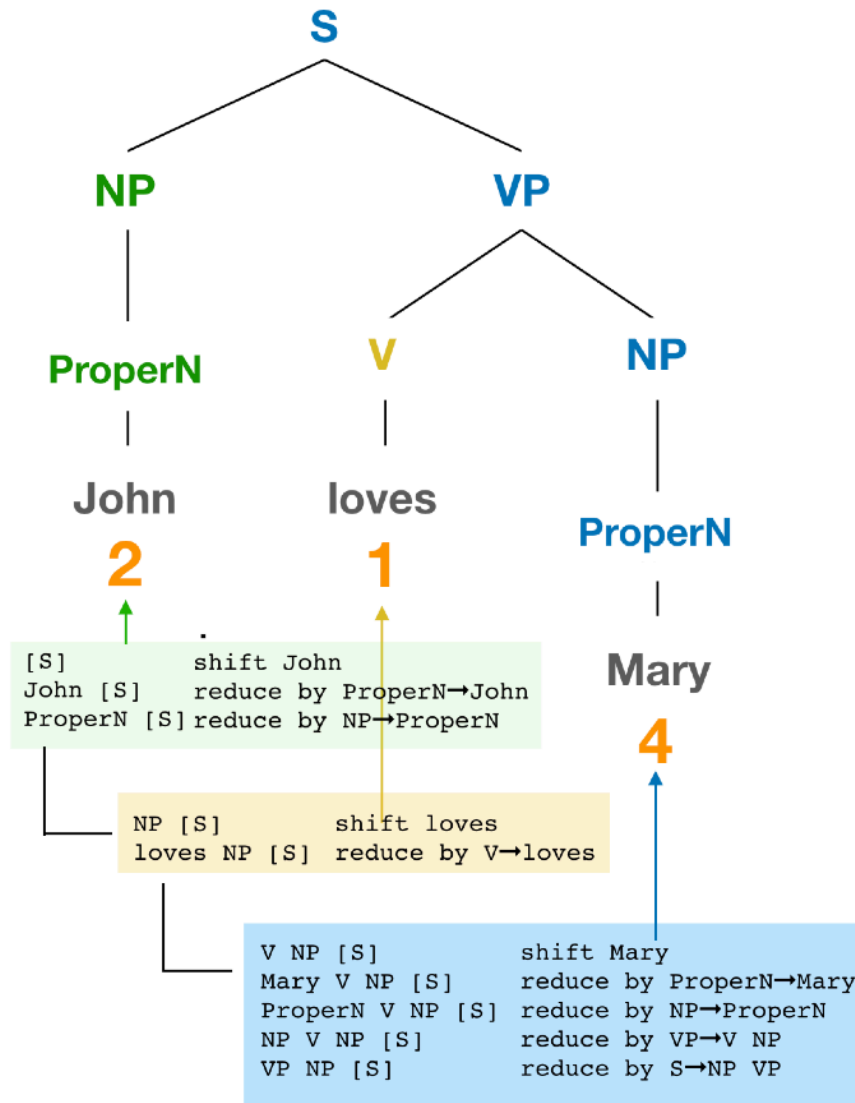 S
NP VP
V NP
ProperN
John loves
ProperN
2 1
Mary
4
[S] shift John
John [S] reduce by ProperN→John
ProperN [S] reduce by NP→ProperN
NP [S] shift loves
loves NP [S] reduce by V→loves
V NP [S] shift Mary
Mary V NP [S] reduce by ProperN→Mary
ProperN V NP [S] reduce by NP→ProperN
NP V NP [S] reduce by VP→V NP
VP NP [S] reduce by S→NP VP